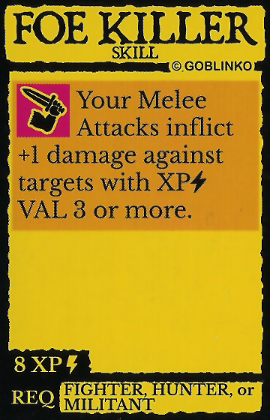 FOE KILLER
SKILL
© GOBLINKO
Your Melee
Attacks inflict
+1 damage against
targets with XP
VAL 3 or more.
8 XP
REQ FIGHTER, HUNTER, or
MILITANT